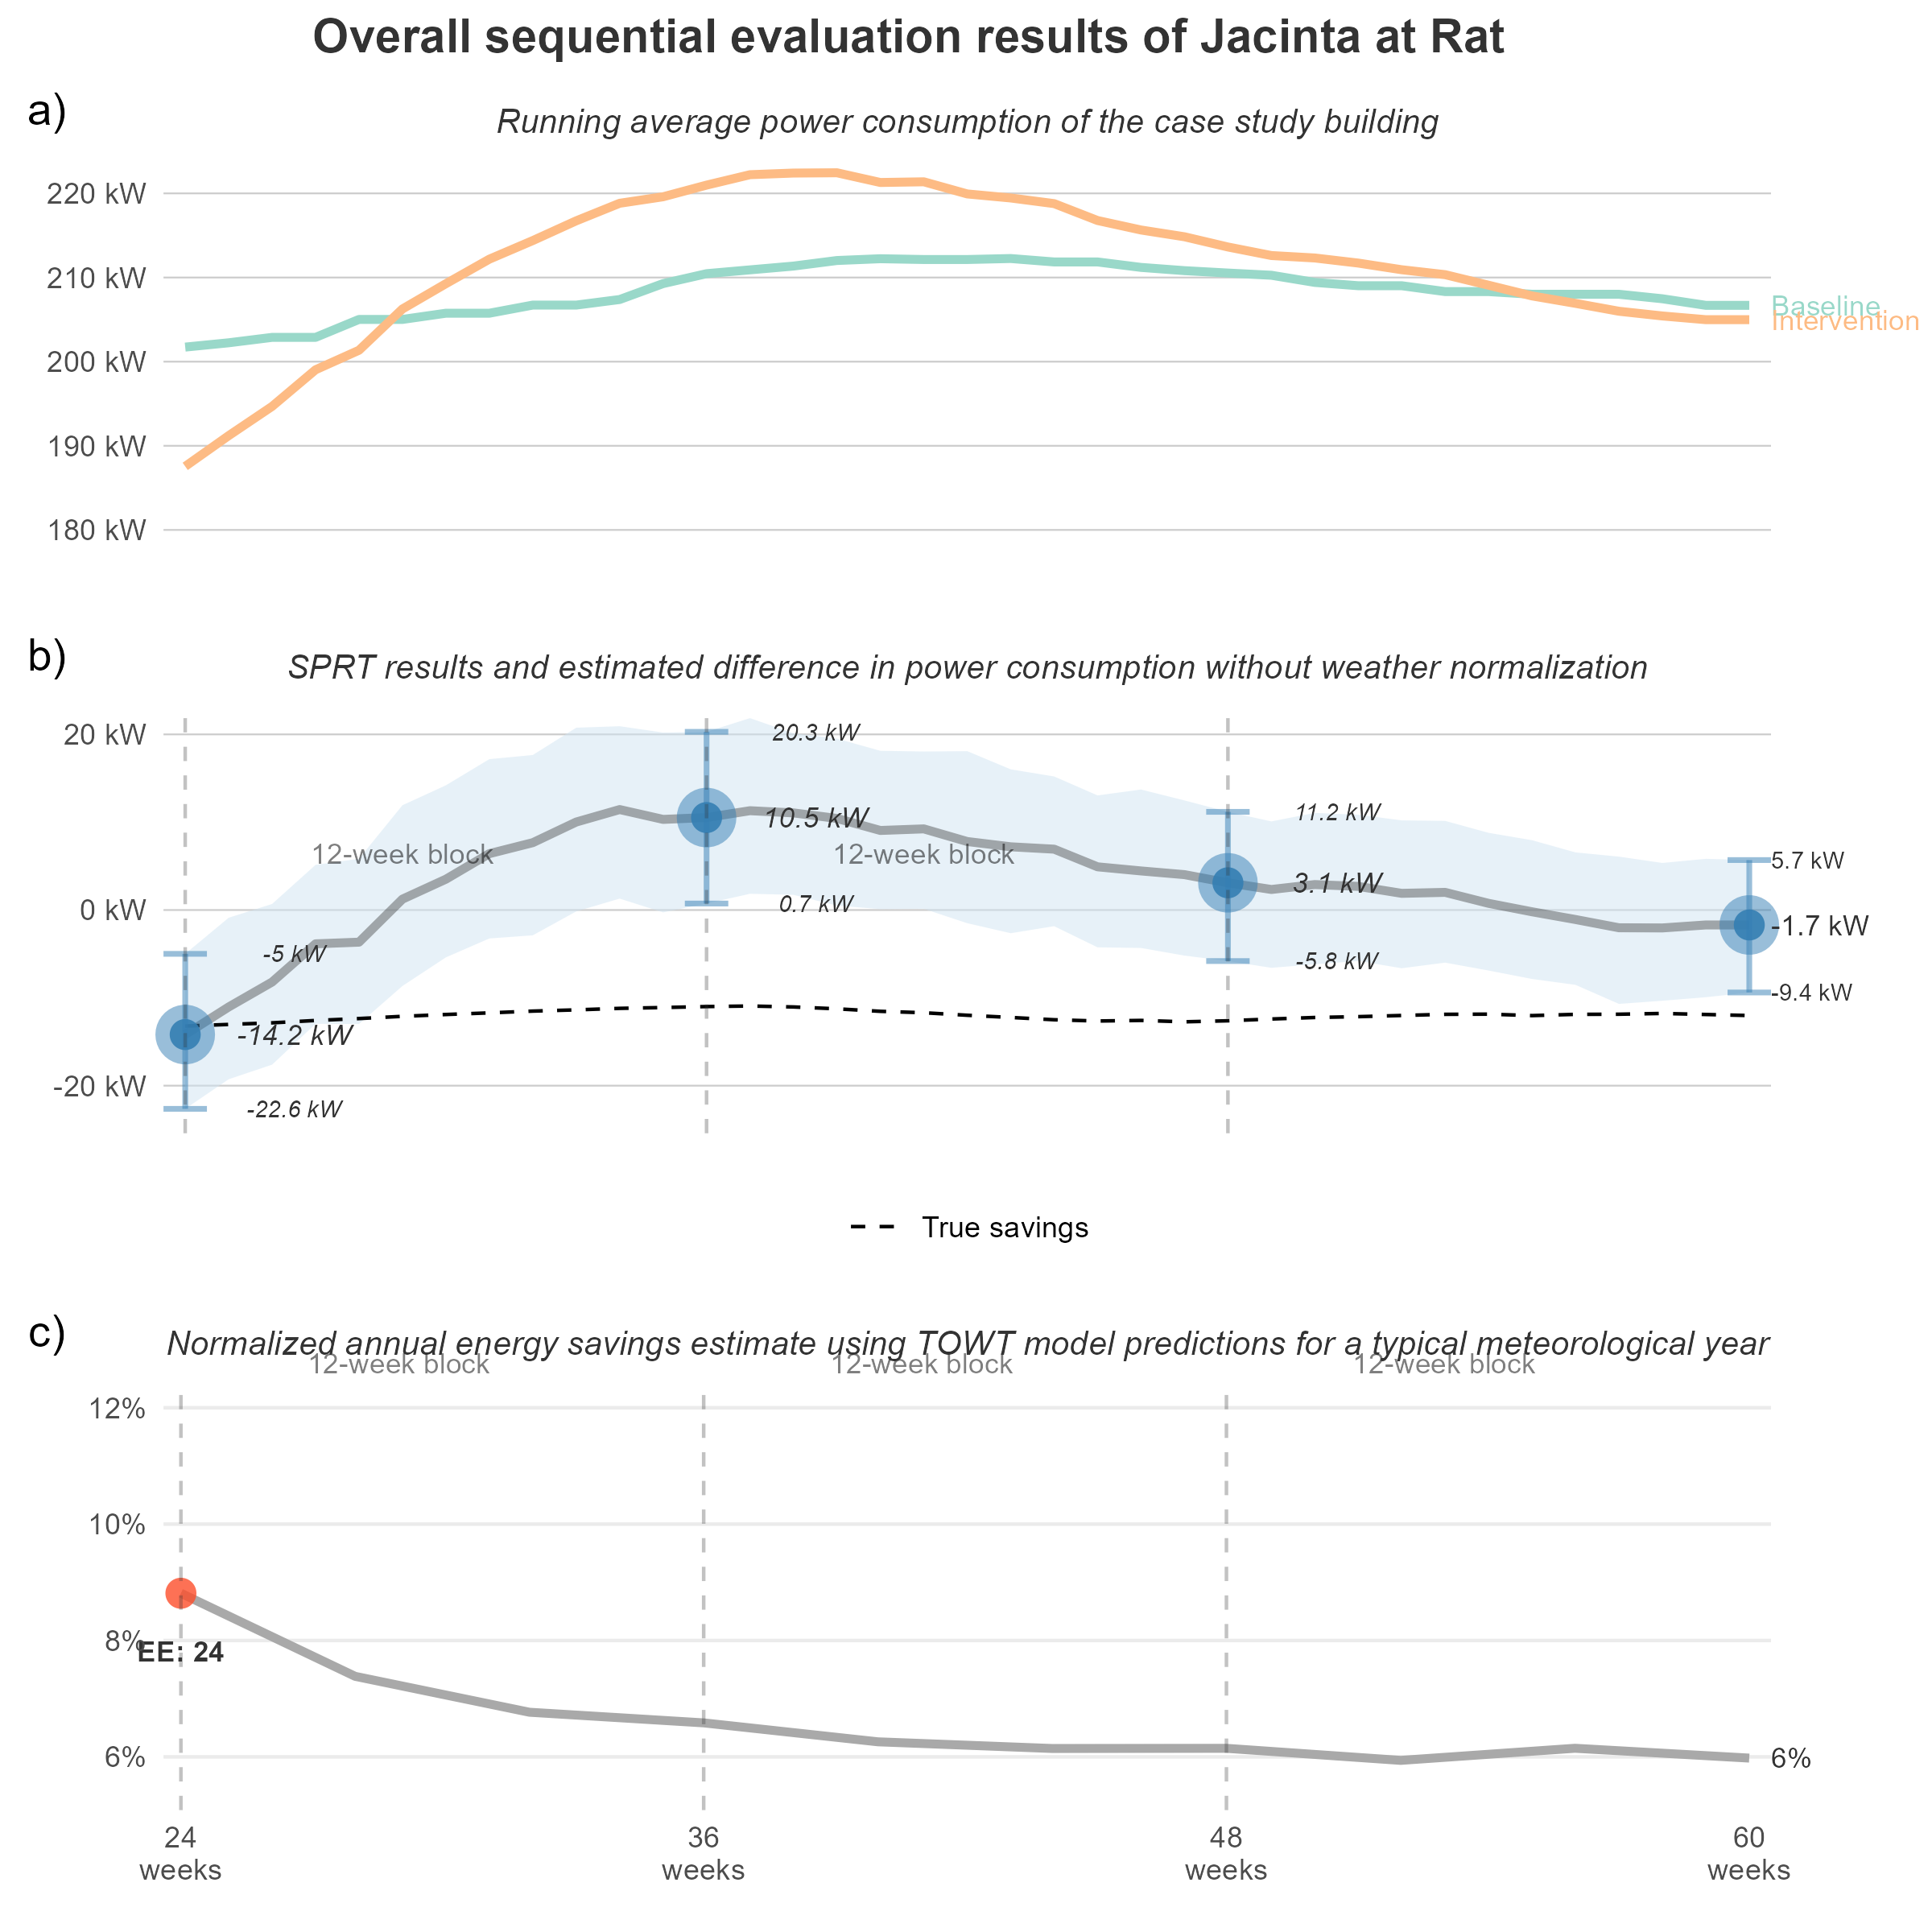 Overall sequential evaluation results of Jacinta at Rat
a)
Running average power consumption of the case study building
220 kW
210 kW
200 kW
190 kW
180 kW
Baseline
Intervention
b)
SPRT results and estimated difference in power consumption without weather normalization
20 kW
0 kW
-20 kW
12-week block
12-week block
-5 kW
-14.2 kW
-22.6 kW
20.3 kW
10.5 kW
0.7 kW
11.2 kW
3.1 kW
-5.8 kW
5.7 kW
-1.7 kW
-9.4 kW
True savings
c)
Normalized annual energy savings estimate using TOWT model predictions for a typical meteorological year
12-week block
12-week block
12-week block
12%
10%
8%
6%
EE: 24
6%
24
weeks
36
weeks
48
weeks
60
weeks